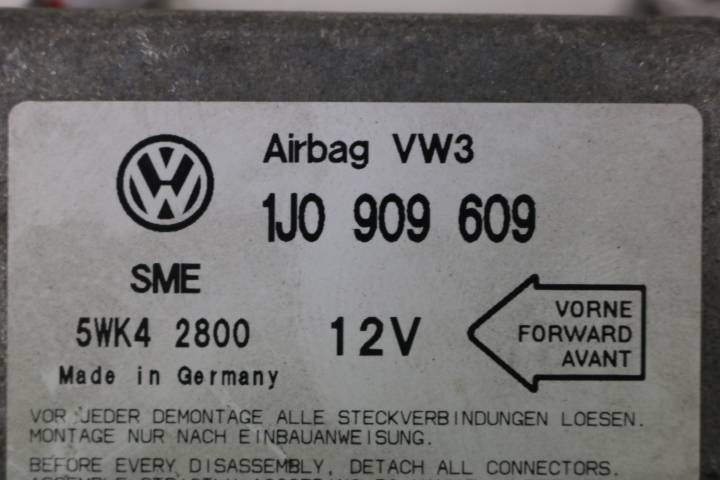 Airbag VW3
1J0 909 609
SME
5WK4 2800
12V
VORNE
FORWARD
AVANT
Made in Germany
VOR JEDER DEMONTAGE ALLE STECKVERBINDUNGEN LOESEN.
MONTAGE NUR NACH EINBAUANWEISUNG.
BEFORE EVERY DISASSEMBLY, DETACH ALL CONNECTORS.